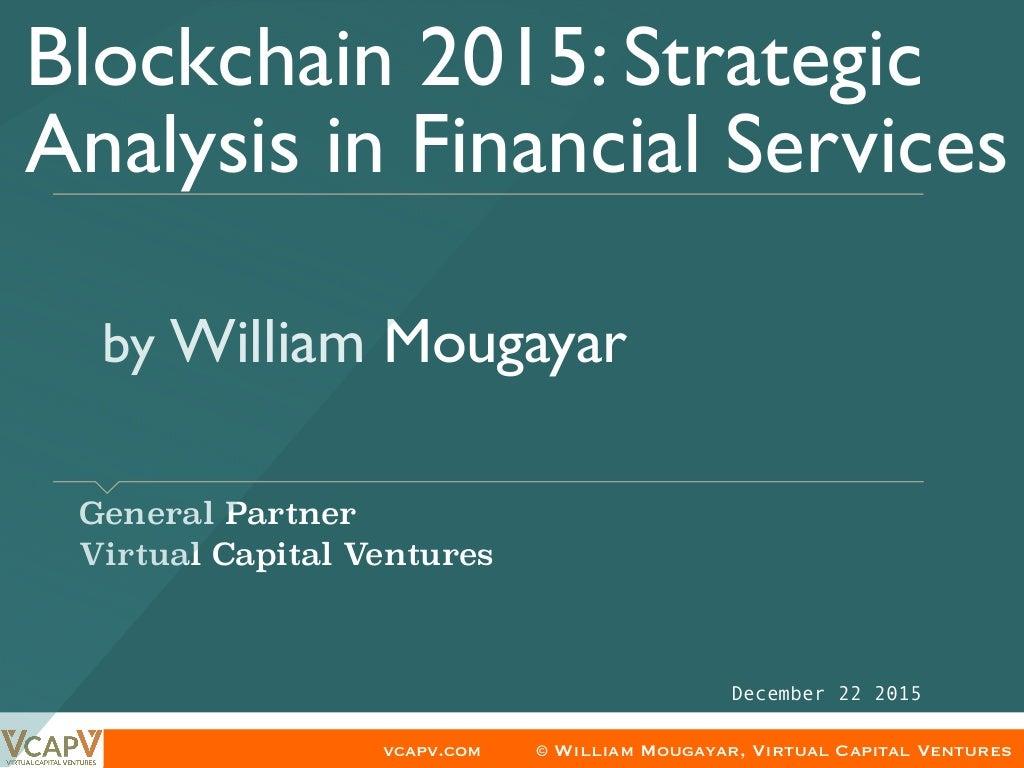 Blockchain 2015: Strategic
Analysis in Financial Services
by William Mougayar
General Partner
Virtual Capital Ventures
December 22 2015
VCAPV
VIRTUAL CAPITAL VENTURES
vcapv.com © William Mougayar, Virtual Capital Ventures